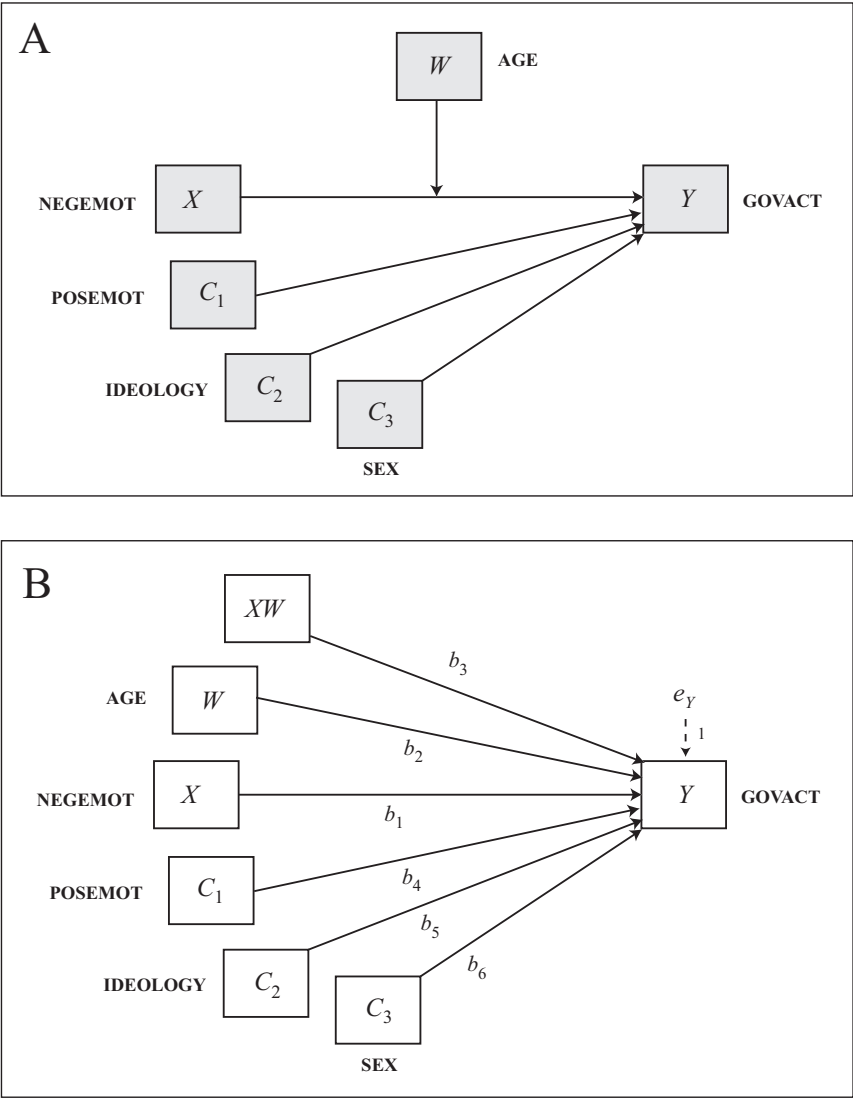 A
W AGE
NEGEMOT X Y GOVACT
POSEMOT C1
IDEOLOGY C2
C3
SEX
B
XW
b3
AGE W eY
1
b2
NEGEMOT X Y GOVACT
b1
POSEMOT C1 b4
b5
IDEOLOGY C2 b6
C3
SEX